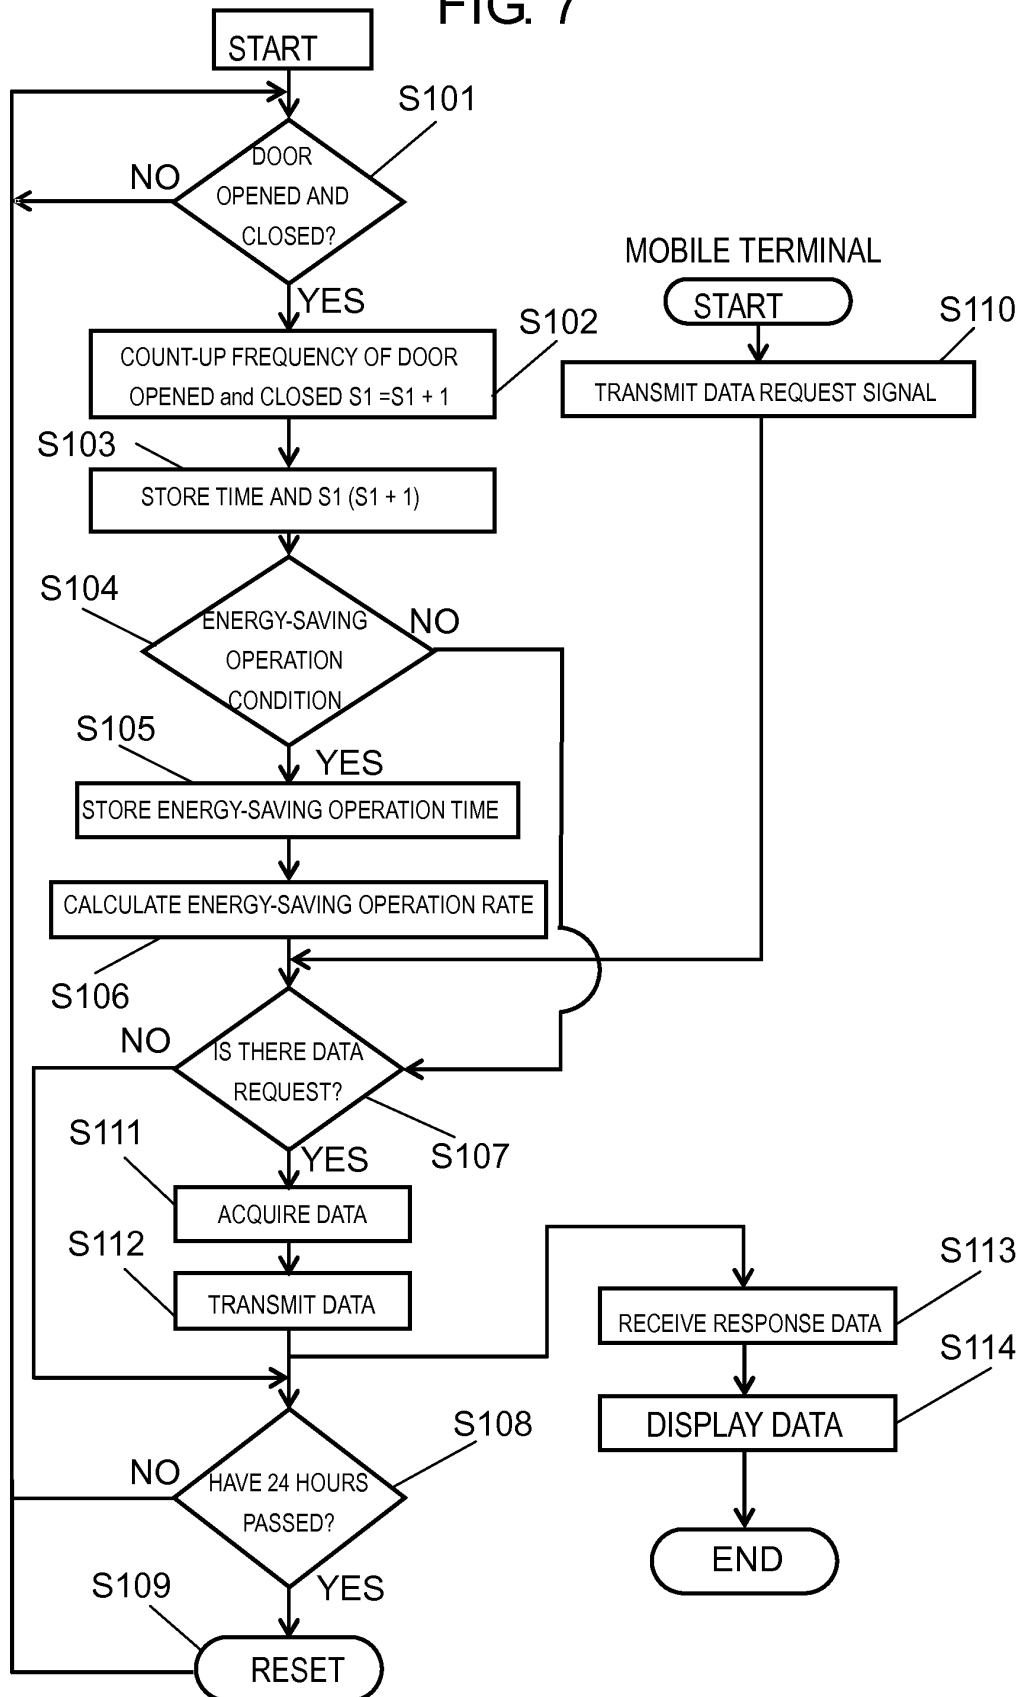 FIG. 7
START
S101
DOOR
OPENED AND
CLOSED?
NO
YES
S102
COUNT-UP FREQUENCY OF DOOR
OPENED and CLOSED S1 =S1 + 1
S103
STORE TIME AND S1 (S1 + 1)
S104
ENERGY-SAVING
OPERATION
CONDITION
NO
YES
S105
STORE ENERGY-SAVING OPERATION TIME
CALCULATE ENERGY-SAVING OPERATION RATE
S106
NO
IS THERE DATA
REQUEST?
S107
YES
S111
ACQUIRE DATA
S112
TRANSMIT DATA
S108
NO
HAVE 24 HOURS
PASSED?
YES
S109
RESET
MOBILE TERMINAL
START
S110
TRANSMIT DATA REQUEST SIGNAL
S113
RECEIVE RESPONSE DATA
S114
DISPLAY DATA
END